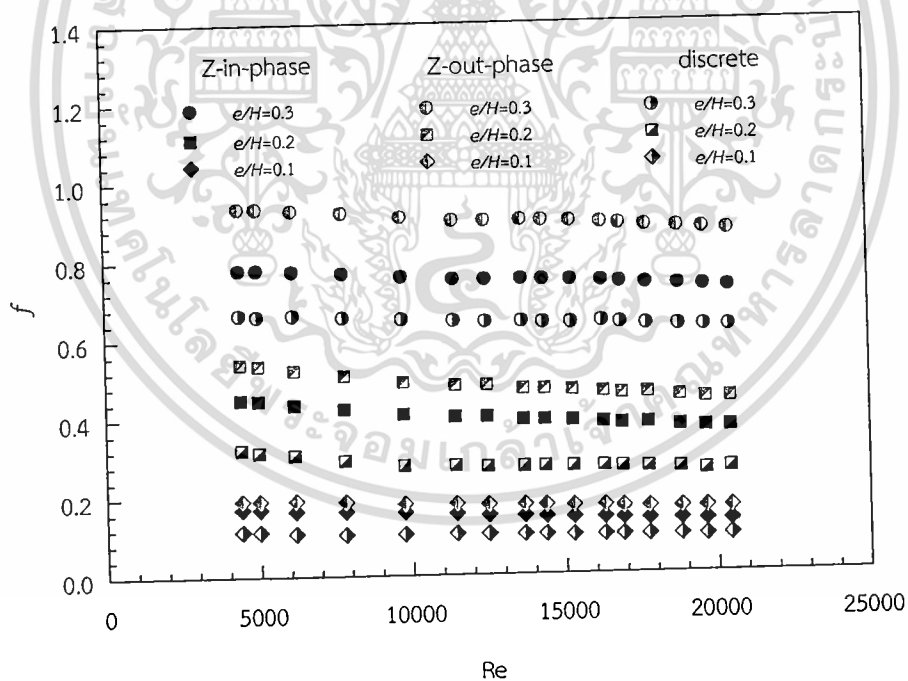 1.4
1.2
1.0
0.8
0.6
0.4
0.2
0.0
f
Z-in-phase
e/H=0.3
e/H=0.2
e/H=0.1
Z-out-phase
e/H=0.3
e/H=0.2
e/H=0.1
discrete
e/H=0.3
e/H=0.2
e/H=0.1
0 5000 10000 15000 20000 25000
Re